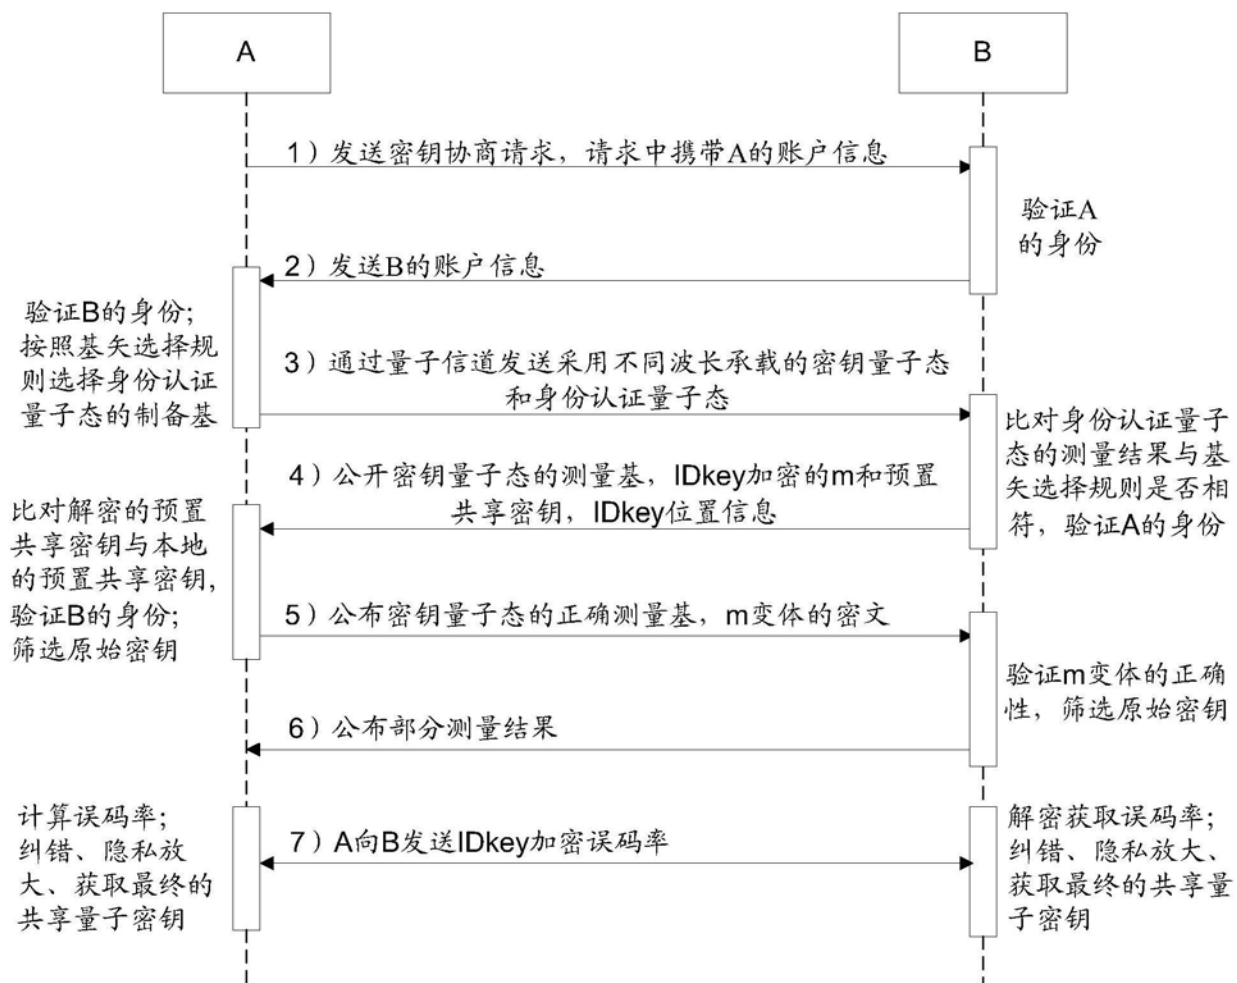 A
B
1）发送密钥协商请求，请求中携带A的账户信息
验证A
的身份
2）发送B的账户信息
验证B的身份;
按照基矢选择规
则选择身份认证
量子态的制备基
3）通过量子信道发送采用不同波长承载的密钥量子态
和身份认证量子态
比对身份认证量子
态的测量结果与基
矢选择规则是否相
符，验证A的身份
4）公开密钥量子态的测量基，IDkey加密的m和预置
共享密钥，IDkey位置信息
比对解密的预置
共享密钥与本地
的预置共享密钥,
验证B的身份;
筛选原始密钥
5）公布密钥量子态的正确测量基，m变体的密文
验证m变体的正确
性，筛选原始密钥
6）公布部分测量结果
计算误码率;
纠错、隐私放
大、获取最终的
共享量子密钥
7）A向B发送IDkey加密误码率
解密获取误码率;
纠错、隐私放大、
获取最终的共享量
子密钥